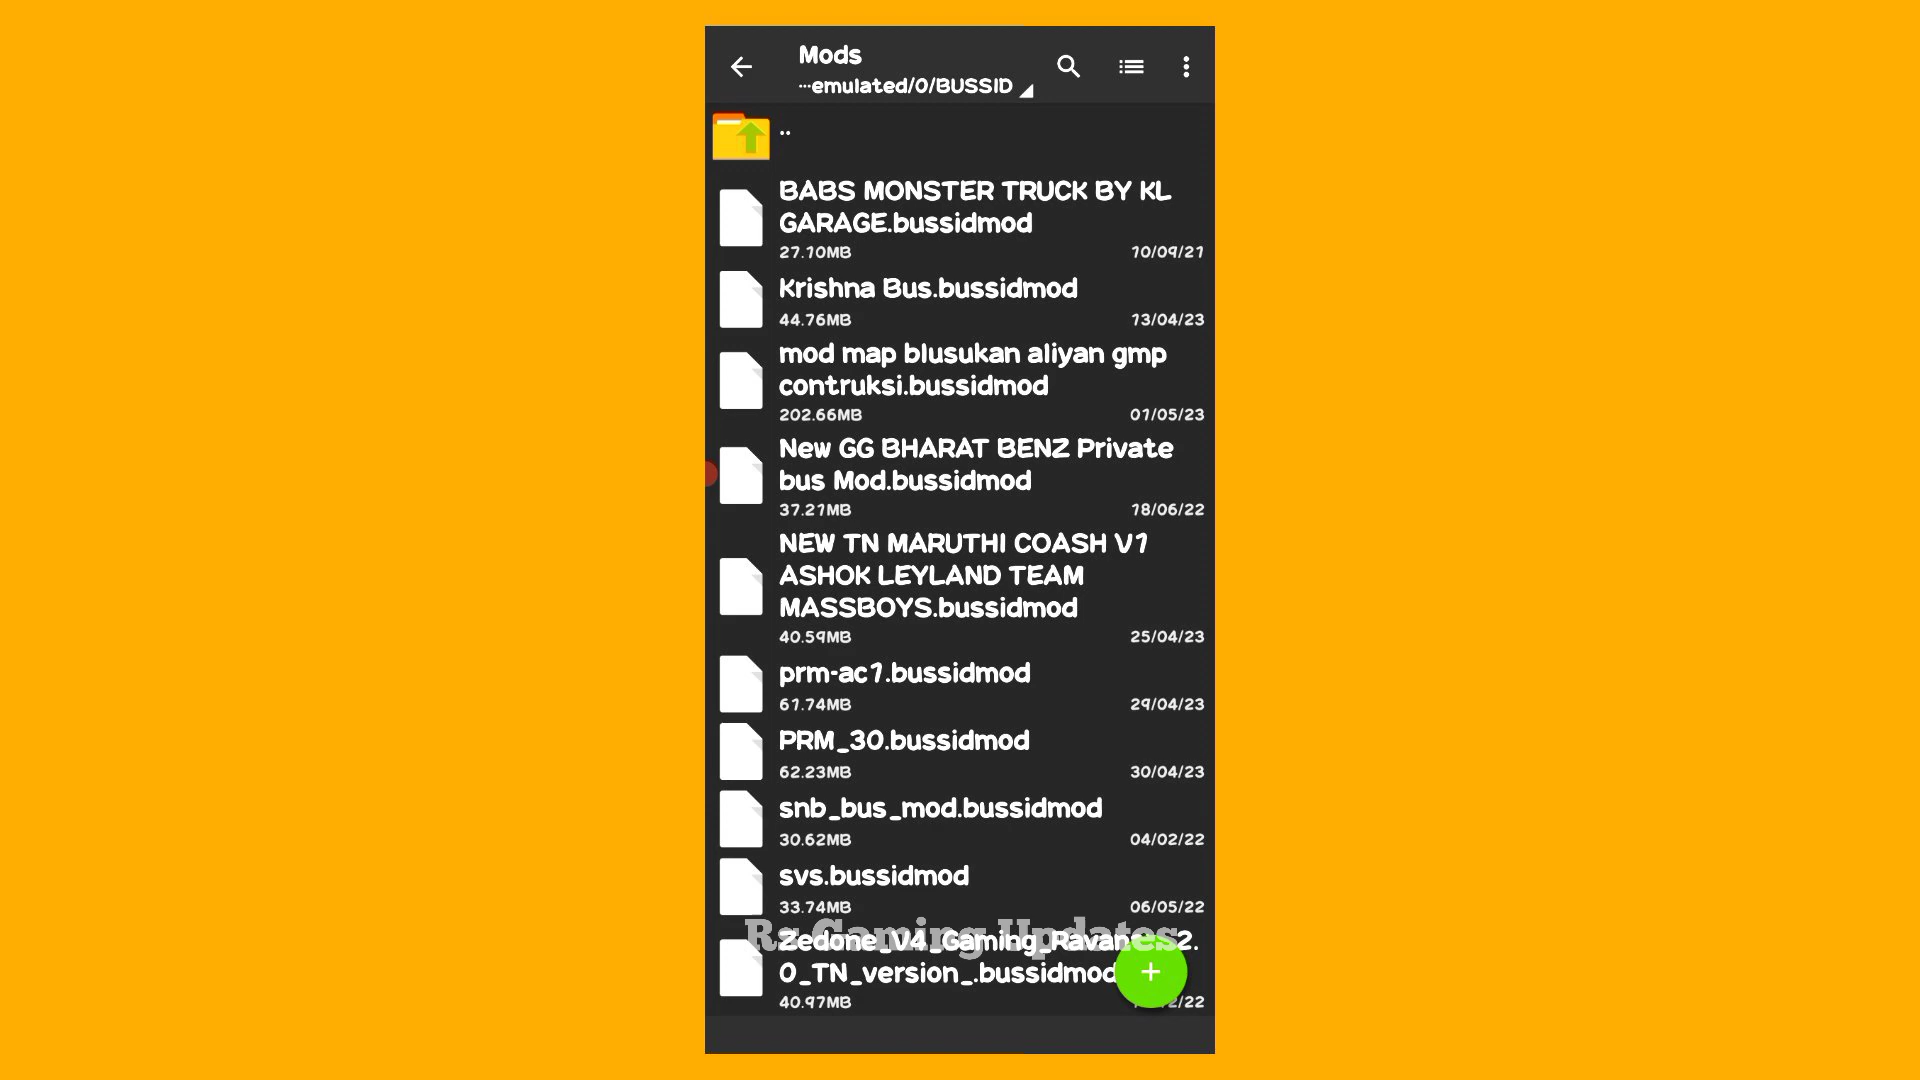 Mods
···emulated/0/BUSSID
..
BABS MONSTER TRUCK BY KL
GARAGE.bussidmod
27.10MB 10/09/21
Krishna Bus.bussidmod
44.76MB 13/04/23
mod map blusukan aliyan gmp
contruksi.bussidmod
202.66MB 01/05/23
New GG BHARAT BENZ Private
bus Mod.bussidmod
37.21MB 18/06/22
NEW TN MARUTHI COASH V1
ASHOK LEYLAND TEAM
MASSBOYS.bussidmod
40.59MB 25/04/23
prm-ac1.bussidmod
61.74MB 29/04/23
PRM_30.bussidmod
62.23MB 30/04/23
snb_bus_mod.bussidmod
30.62MB 04/02/22
svs.bussidmod
33.74MB 06/05/22
Rs Gaming Updates
Zedone_V4_Gaming_
0_TN_version_.bussidmod
40.97MB